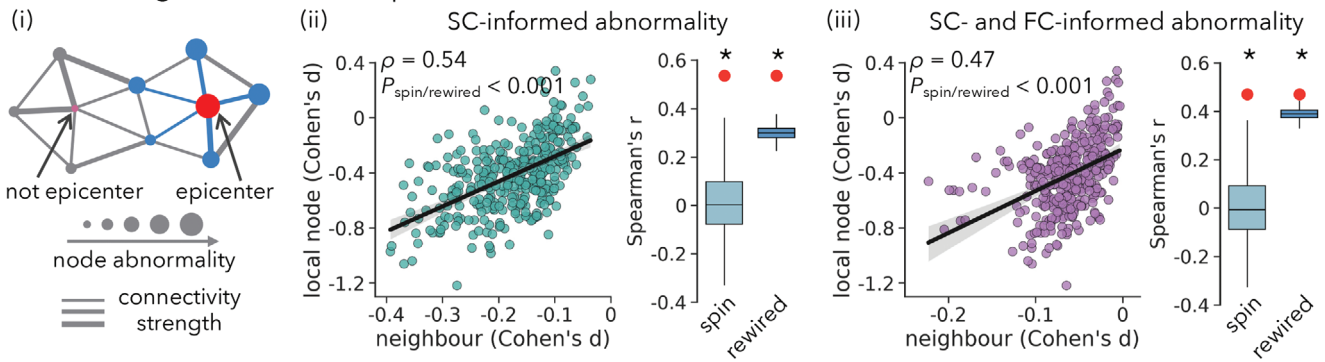 (i)
not epicenter
epicenter
node abnormality
connectivity
strength
(ii)
SC-informed abnormality
ρ = 0.54
Pspin/rewired < 0.001
local node (Cohen's d)
0.4
0
-0.4
-0.8
-1.2
-0.4
-0.3
-0.2
-0.1
-0
neighbour (Cohen's d)
Spearman's r
0.6
0.4
0.2
0
-0.2
-0.4
*
*
spin
rewired
(iii)
SC- and FC-informed abnormality
ρ = 0.47
Pspin/rewired < 0.001
local node (Cohen's d)
0.4
0
-0.4
-0.8
-1.2
-0.2
-0.1
0
neighbour (Cohen's d)
Spearman's r
0.6
0.4
0.2
0
-0.2
-0.4
*
*
spin
rewired